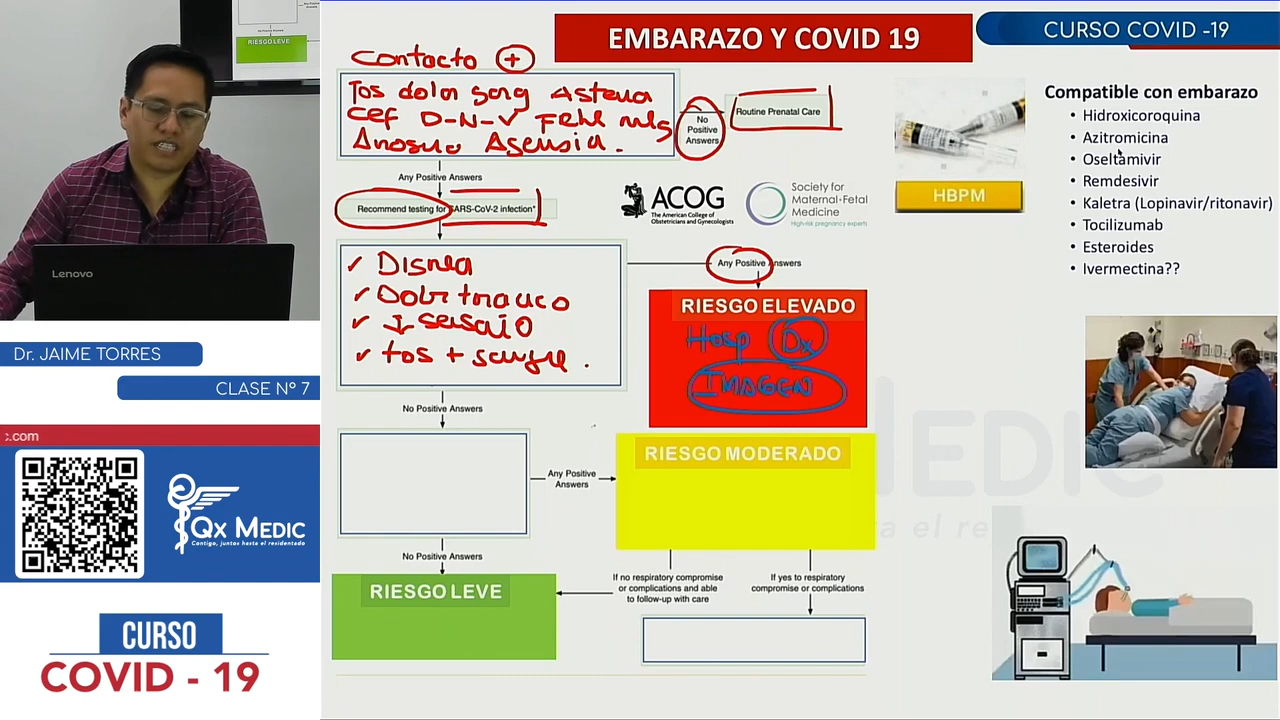 RIESGO LEVE
Lenovo
Dr. JAIME TORRES
CLASE N° 7
c.com
QX MEDIC
Contigo, juntos hasta el residentado
CURSO
COVID - 19
EMBARAZO Y COVID 19
CURSO COVID -19
Contacto +
Tos dolor garg Astenia
Cef D-N-V
Anosmia Ageusia.
No
Positive
Answers
Routine Prenatal Care
Any Positive Answers
Recommend testing for SARS-CoV-2 infection*
ACOG
The American College of
Obstetricians and Gynecologists
Society for
Maternal-Fetal
Medicine
High-risk pregnancy experts
✓ Disnea
✓ Dolor
✓ ↓
✓ tos + sangre.
Any Positive Answers
RIESGO ELEVADO
Hosp Dx
IMAGEN
No Positive Answers
Any Positive
Answers
RIESGO MODERADO
No Positive Answers
RIESGO LEVE
If no respiratory compromise
or complications and able
to follow-up with care
If yes to respiratory
compromise or complications
HBPM
Compatible con embarazo
• Hidroxicoroquina
• Azitromicina
• Oseltamivir
• Remdesivir
• Kaletra (Lopinavir/ritonavir)
• Tocilizumab
• Esteroides
• Ivermectina??
MEDIC
a el re